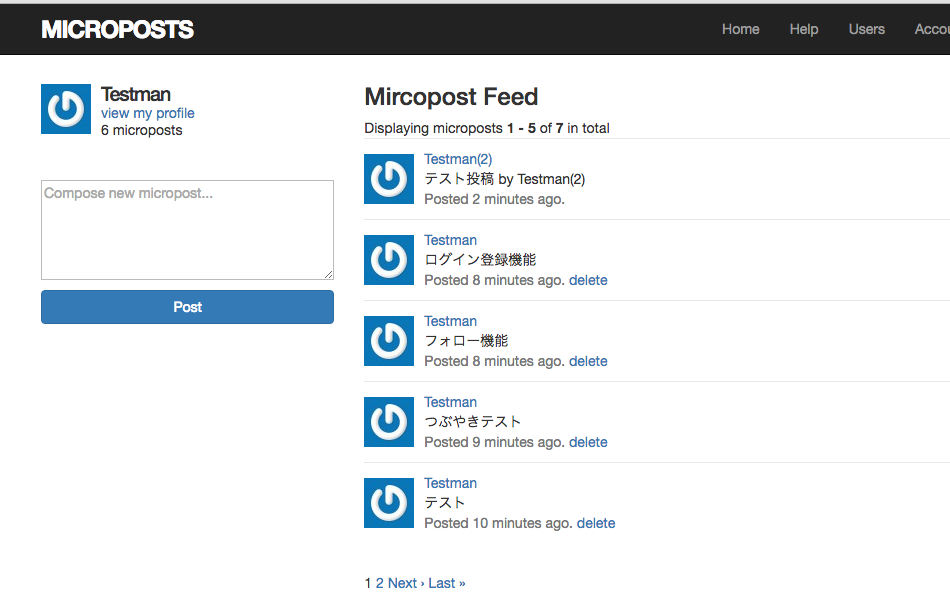 MICROPOSTS
Home Help Users Accou
Testman
view my profile
6 microposts
Compose new micropost...
Post
Mircopost Feed
Displaying microposts 1 - 5 of 7 in total
Testman(2)
テスト投稿 by Testman(2)
Posted 2 minutes ago.
Testman
ログイン登録機能
Posted 8 minutes ago. delete
Testman
フォロー機能
Posted 8 minutes ago. delete
Testman
つぶやきテスト
Posted 9 minutes ago. delete
Testman
テスト
Posted 10 minutes ago. delete
1 2 Next › Last »